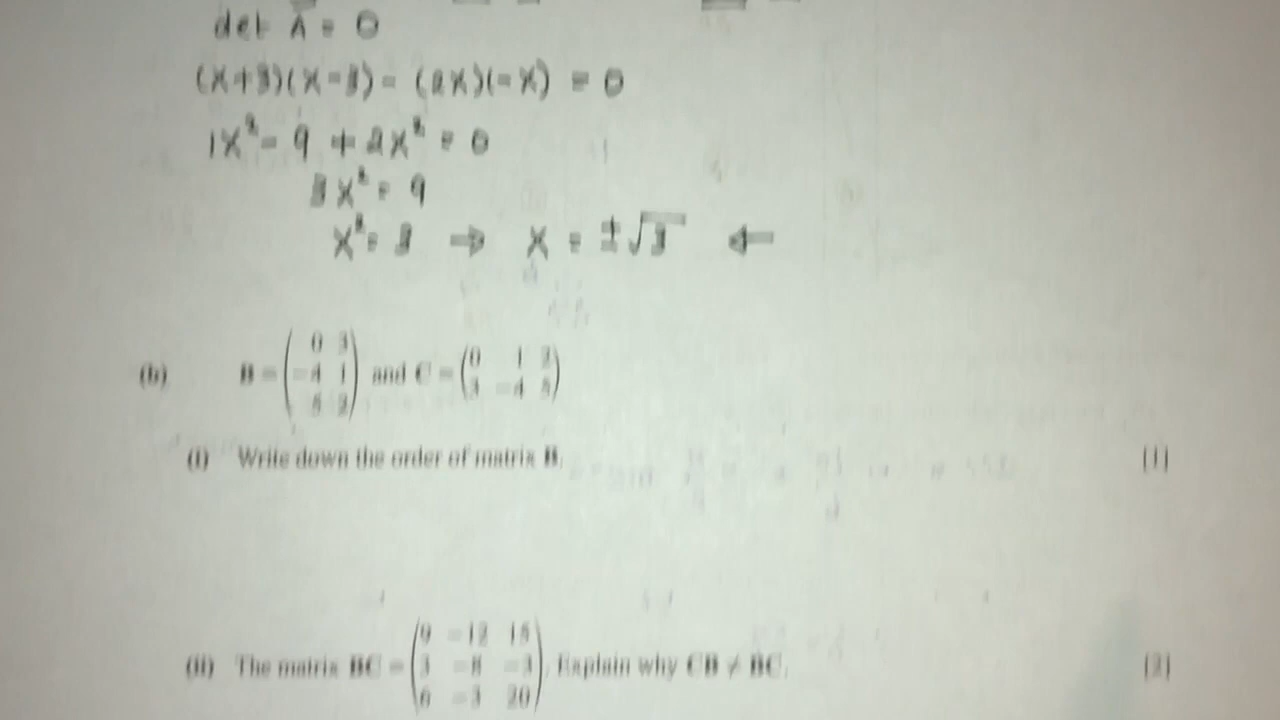 det A = 0
(x+3)(x-3) - (2x)(-x) = 0
1x² - 9 + 2x² = 0
3x² = 9
x² = 3 ⇒ x = ±√3 ←
0 3
0 1 2
(b) B = -4 1 and C = 3 -4 5
5 2
(i) Write down the order of matrix B. [1]
9 -12 15
(ii) The matrix BC = 3 -8 -3 . Explain why CB ≠ BC. [2]
6 -3 20